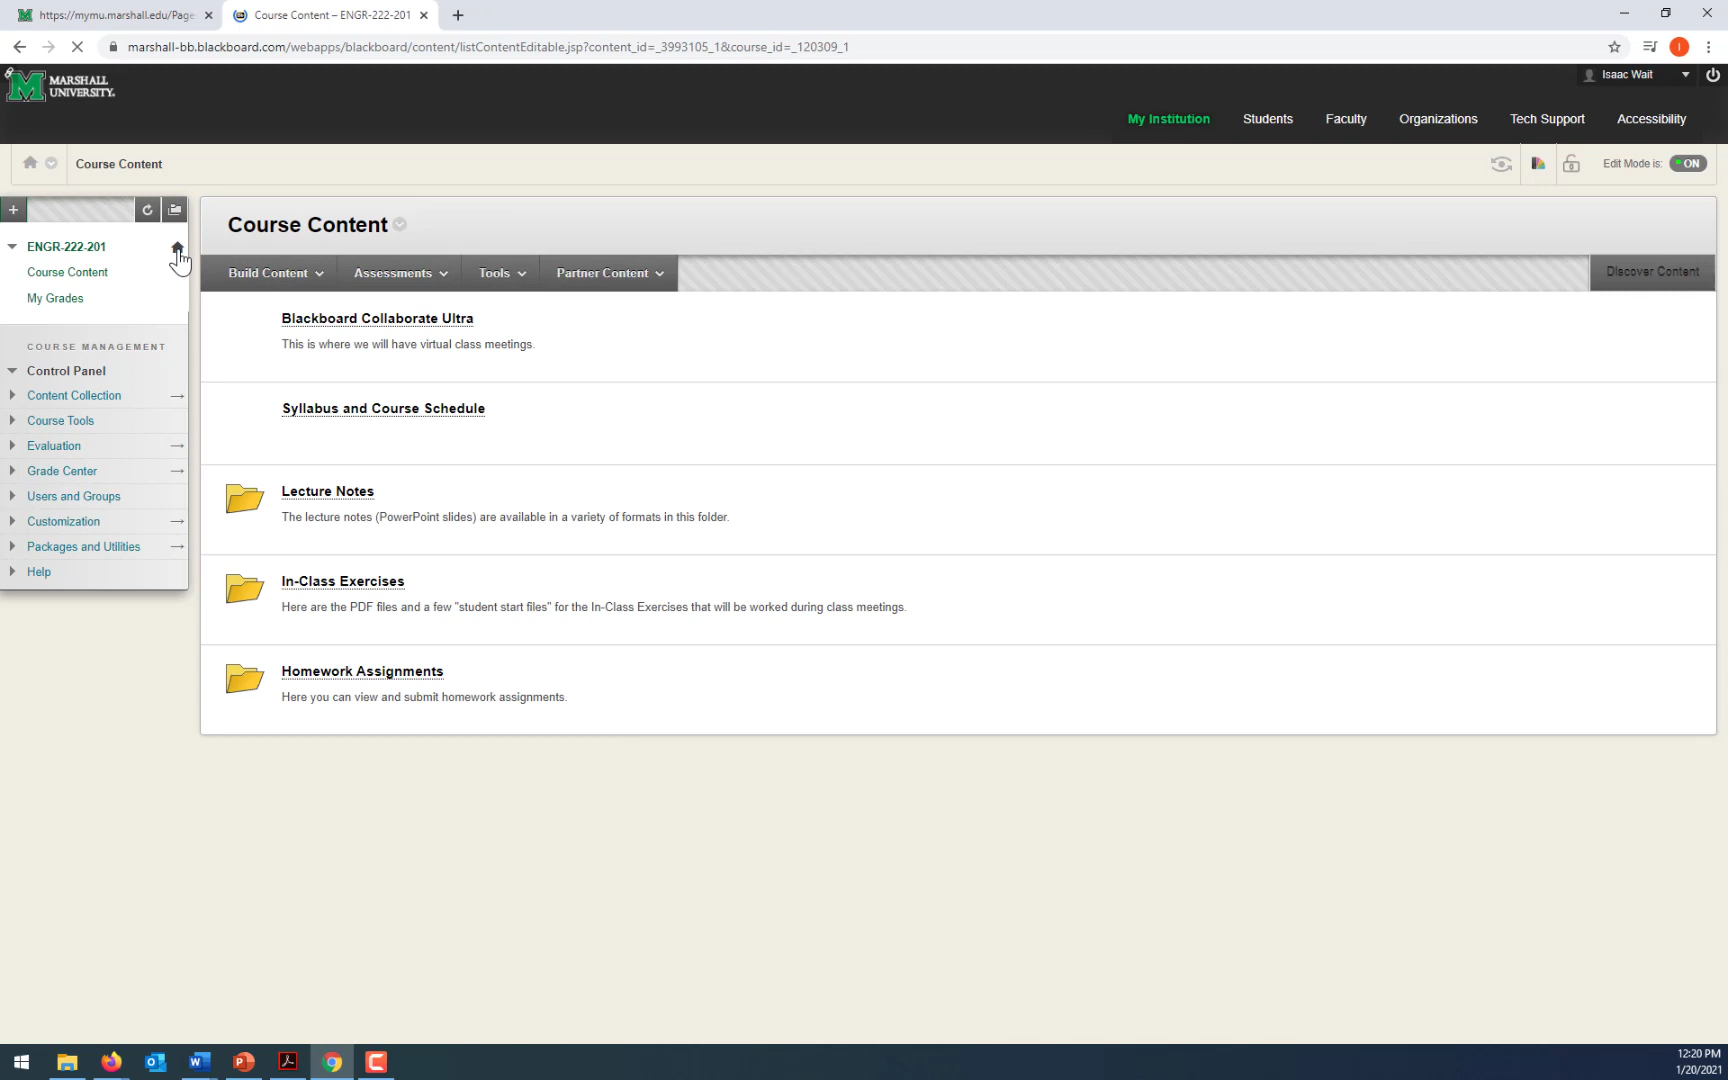 https://mymu.marshall.edu/Page
Course Content – ENGR-222-201
marshall-bb.blackboard.com/webapps/blackboard/content/listContentEditable.jsp?content_id=_3993105_1&course_id=_120309_1
MARSHALL
UNIVERSITY.
Isaac Wait
My Institution Students Faculty Organizations Tech Support Accessibility
Course Content
Edit Mode is: ON
ENGR-222-201
Course Content
My Grades
COURSE MANAGEMENT
Control Panel
Content Collection
Course Tools
Evaluation
Grade Center
Users and Groups
Customization
Packages and Utilities
Help
Course Content
Build Content Assessments Tools Partner Content Discover Content
Blackboard Collaborate Ultra
This is where we will have virtual class meetings.
Syllabus and Course Schedule
Lecture Notes
The lecture notes (PowerPoint slides) are available in a variety of formats in this folder.
In-Class Exercises
Here are the PDF files and a few "student start files" for the In-Class Exercises that will be worked during class meetings.
Homework Assignments
Here you can view and submit homework assignments.
12:20 PM
1/20/2021